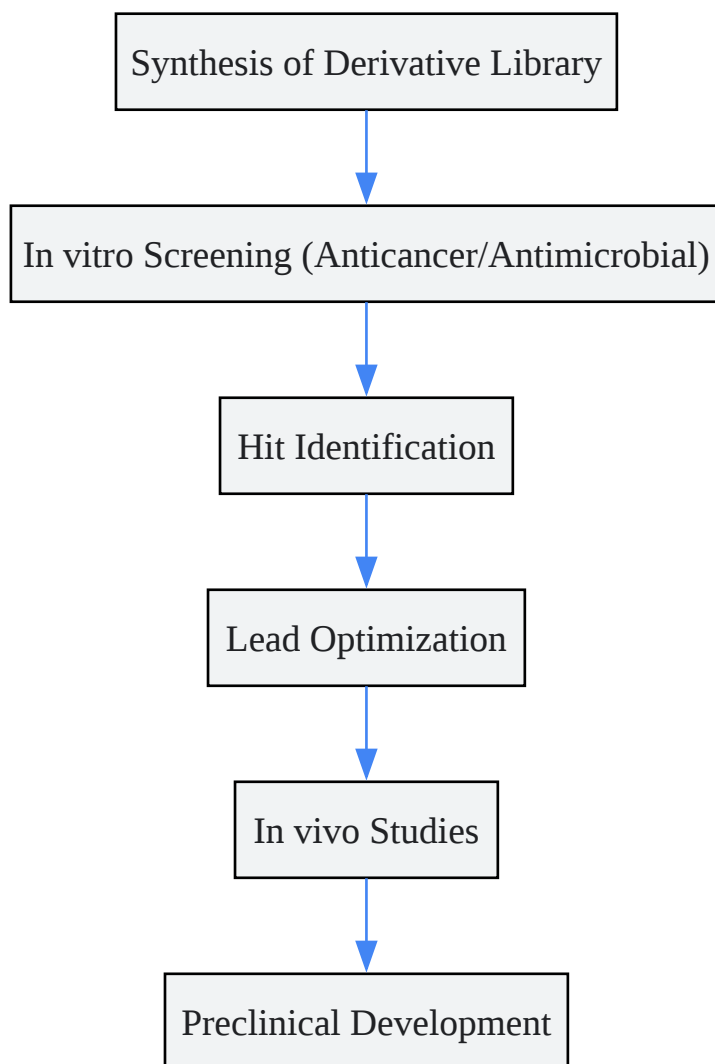 Synthesis of Derivative Library
In vitro Screening (Anticancer/Antimicrobial)
Hit Identification
Lead Optimization
In vivo Studies
Preclinical Development